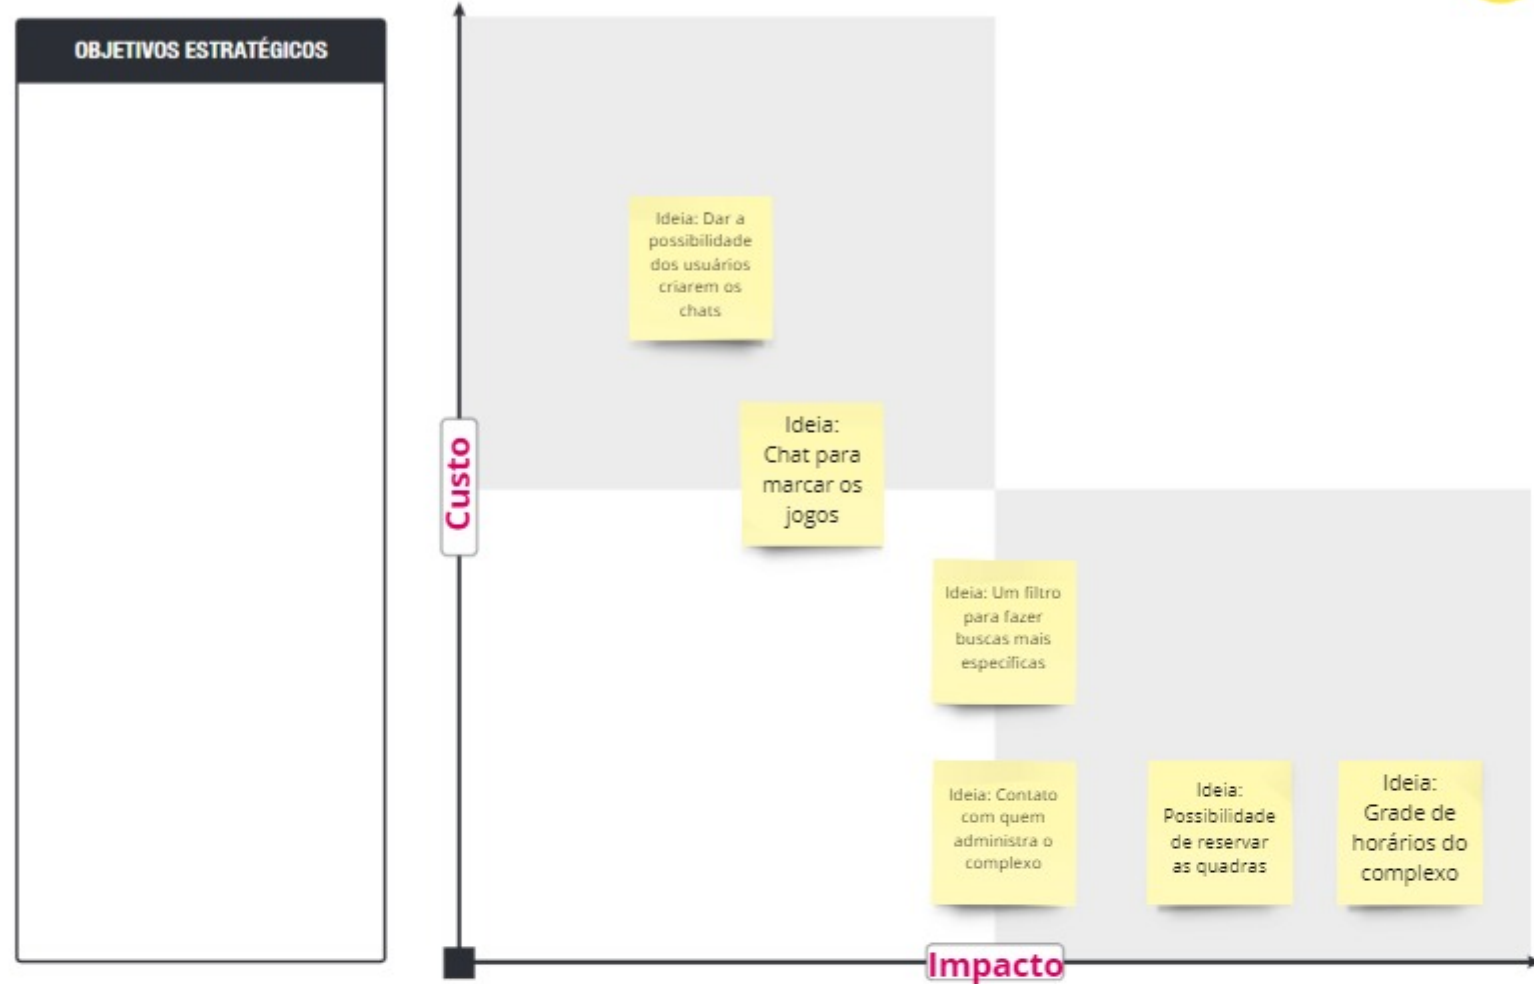 OBJETIVOS ESTRATÉGICOS
Ideia: Dar a
possibilidade
dos usuários
criarem os
chats
Ideia:
Chat para
marcar os
jogos
Custo
Ideia: Um filtro
para fazer
buscas mais
específicas
Ideia: Contato
com quem
administra o
complexo
Ideia:
Possibilidade
de reservar
as quadras
Ideia:
Grade de
horários do
complexo
Impacto